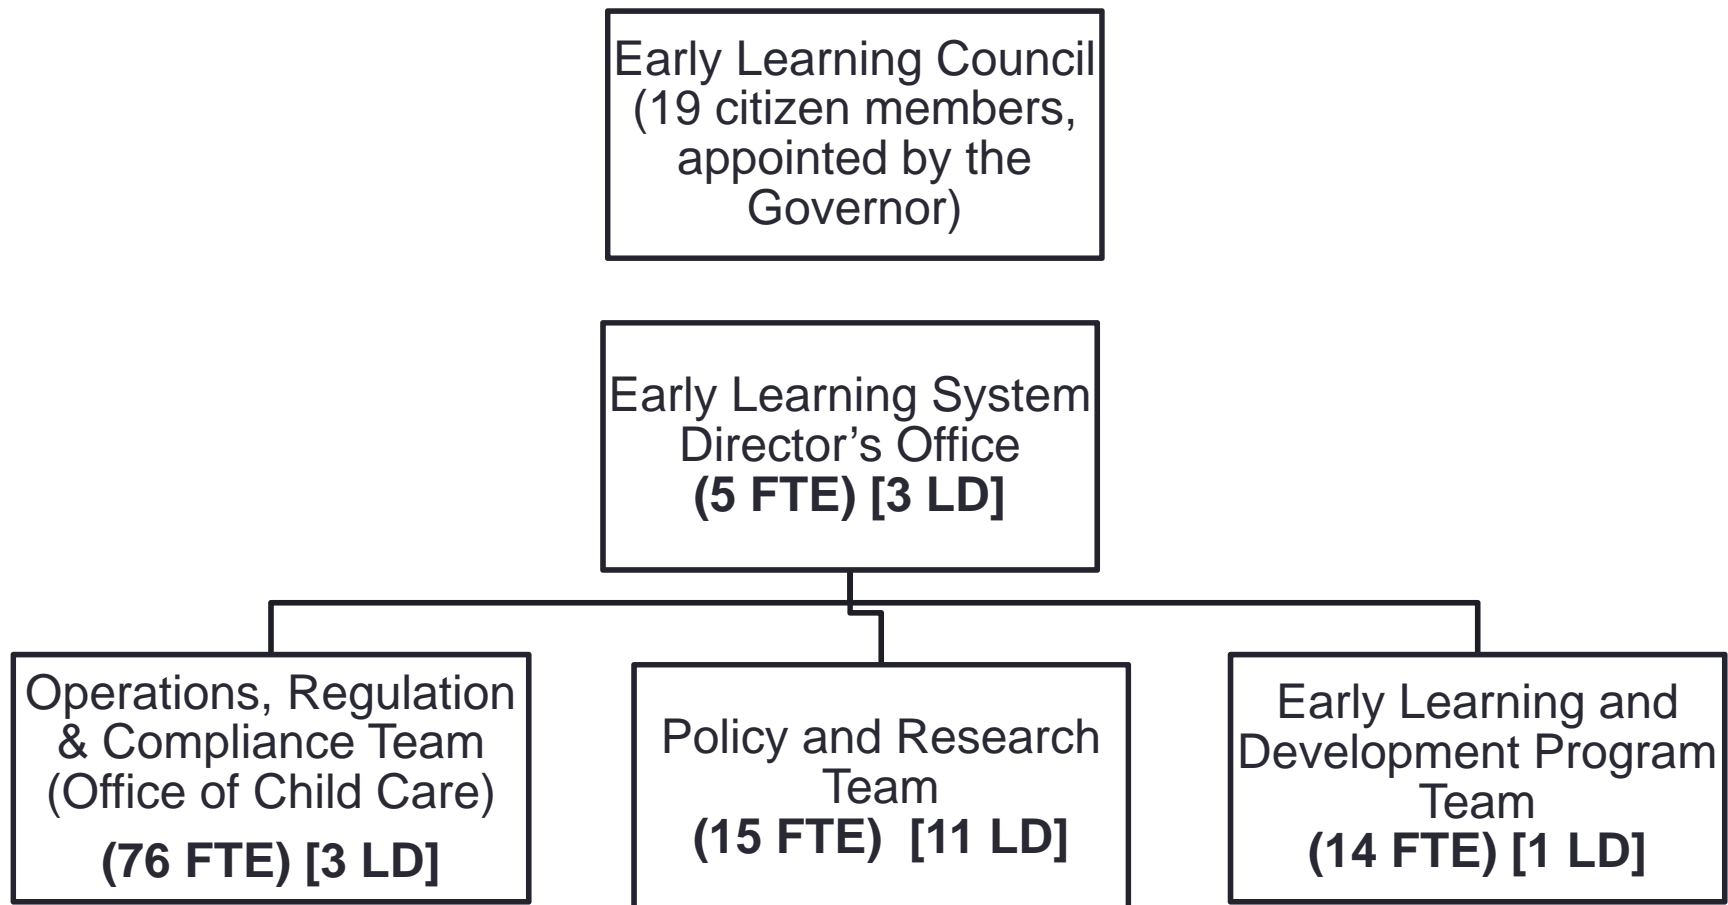 Early Learning Council
(19 citizen members,
appointed by the
Governor)
Early Learning System
Director’s Office
(5 FTE) [3 LD]
Operations, Regulation
& Compliance Team
(Office of Child Care)
(76 FTE) [3 LD]
Policy and Research
Team
(15 FTE)  [11 LD]
Early Learning and
Development Program
Team
(14 FTE) [1 LD]